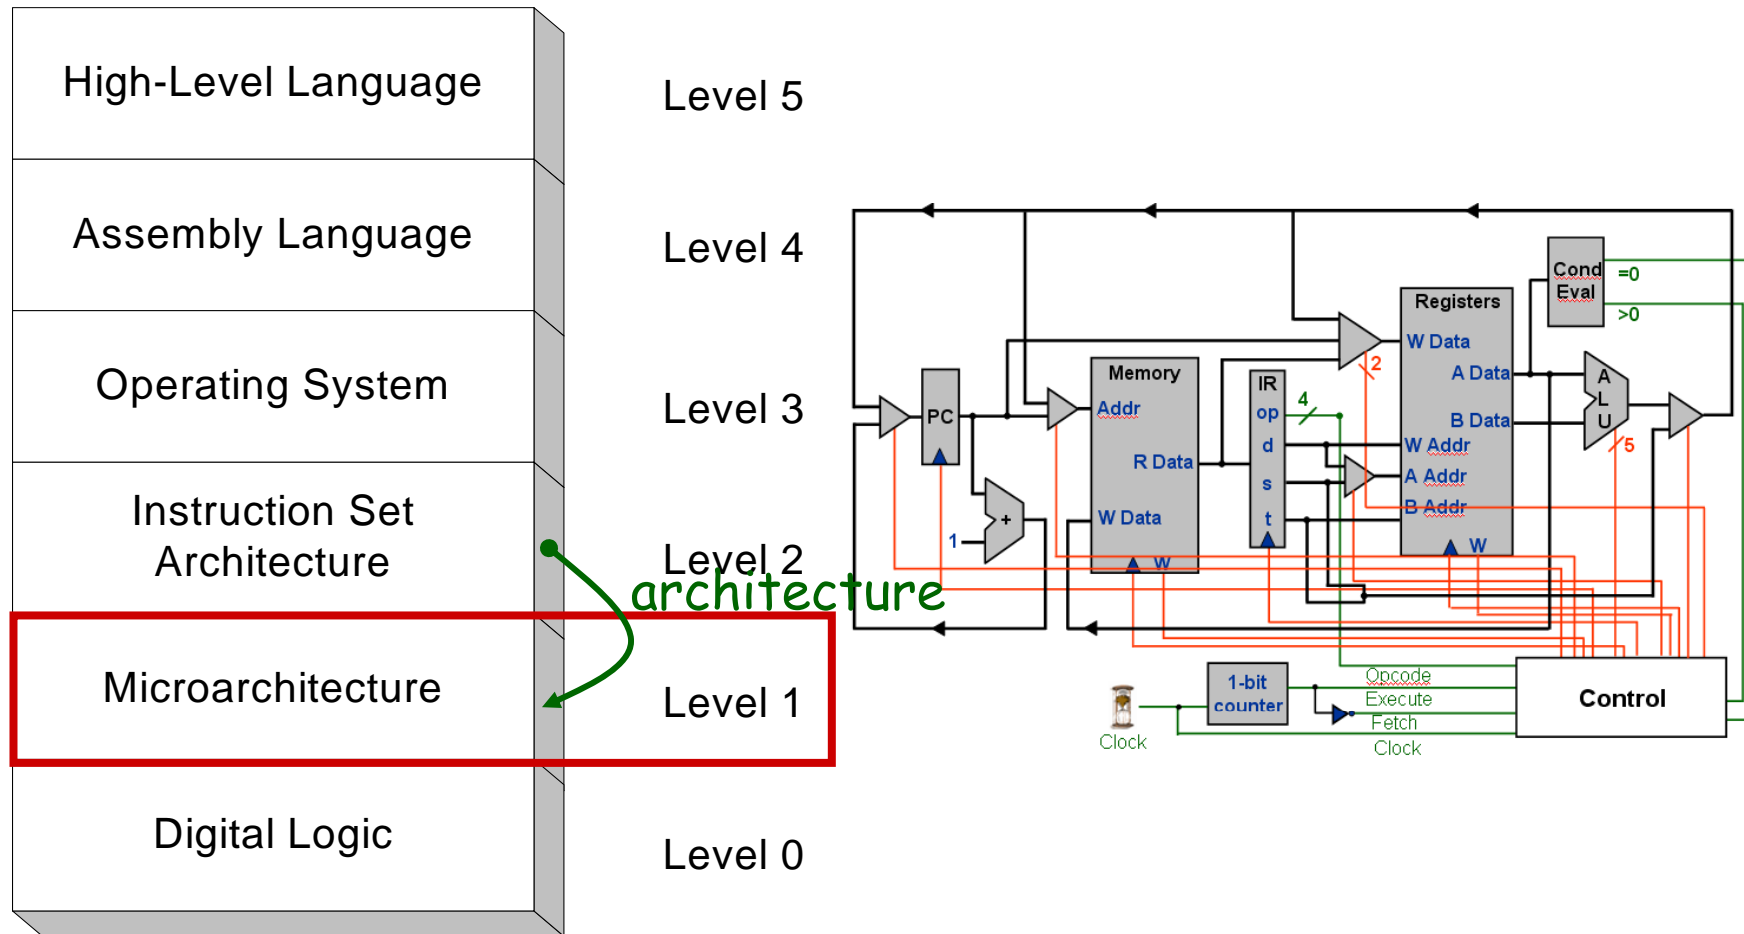 High-Level Language
Level 5
Assembly Language
Level 4
Operating System
Level 3
Instruction Set
Architecture
Level 2
architecture
Microarchitecture
Level 1
Digital Logic
Level 0
Cond
Eval
=0
>0
Registers
W Data
A Data
B Data
W Addr
A Addr
B Addr
W
2
A
L
U
5
Memory
Addr
R Data
W Data
W
IR
op
d
s
t
4
PC
+
1
1-bit
counter
Clock
Opcode
Execute
Fetch
Clock
Control